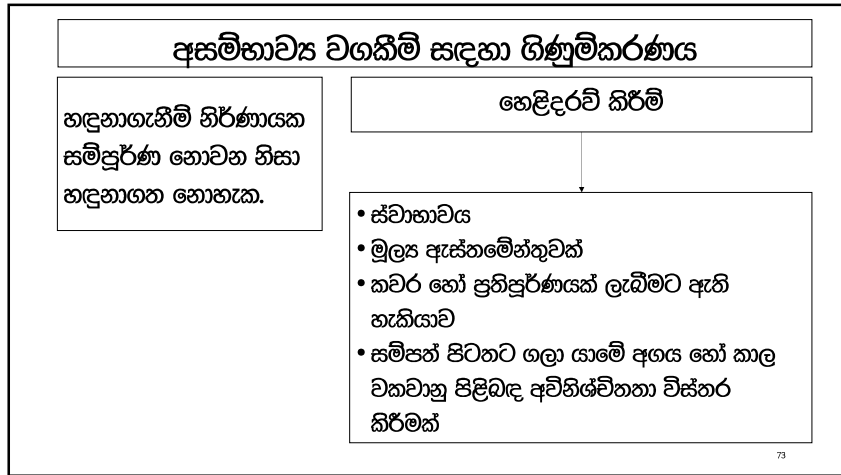 අසම්භාව්‍ය වගකීම් සඳහා ගිණුම්කරණය
හඳුනාගැනීම් නිර්ණායක
සම්පූර්ණ නොවන නිසා
හඳුනාගත නොහැක.
හෙළිදරව් කිරීම්
• ස්වාභාවය
• මූල්‍ය ඇස්තමේන්තුවක්
• කවර හෝ ප්‍රතිපූර්ණයක් ලැබීමට ඇති
හැකියාව
• සම්පත් පිටතට ගලා යාමේ අගය හෝ කාල
වකවානු පිළිබඳ අවිනිශ්චිතතා විස්තර
කිරීමක්
73